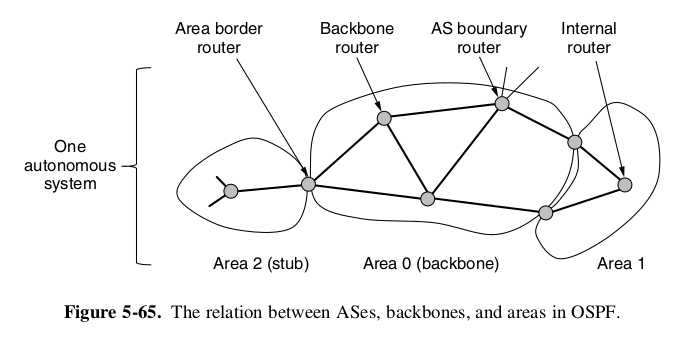 Area border
router
Backbone
router
AS boundary
router
Internal
router
One
autonomous
system
Area 2 (stub)
Area 0 (backbone)
Area 1
Figure 5-65. The relation between ASes, backbones, and areas in OSPF.